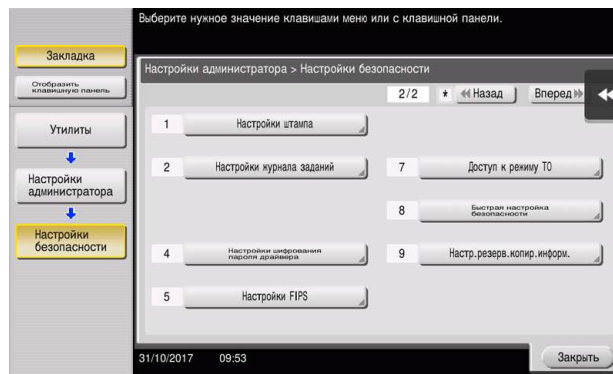 Выберите нужное значение клавишами меню или с клавишной панели.
Закладка
Отобразить
клавишную панель
Утилиты
Настройки
администратора
Настройки
безопасности
Настройки администратора > Настройки безопасности
2/2 * Назад Вперед
1 Настройки штампа
2 Настройки журнала заданий
7 Доступ к режиму ТО
8 Быстрая настройка
безопасности
4 Настройки шифрования
пароля драйвера
9 Настр.резерв.копир.информ.
5 Настройки FIPS
31/10/2017 09:53
Закрыть